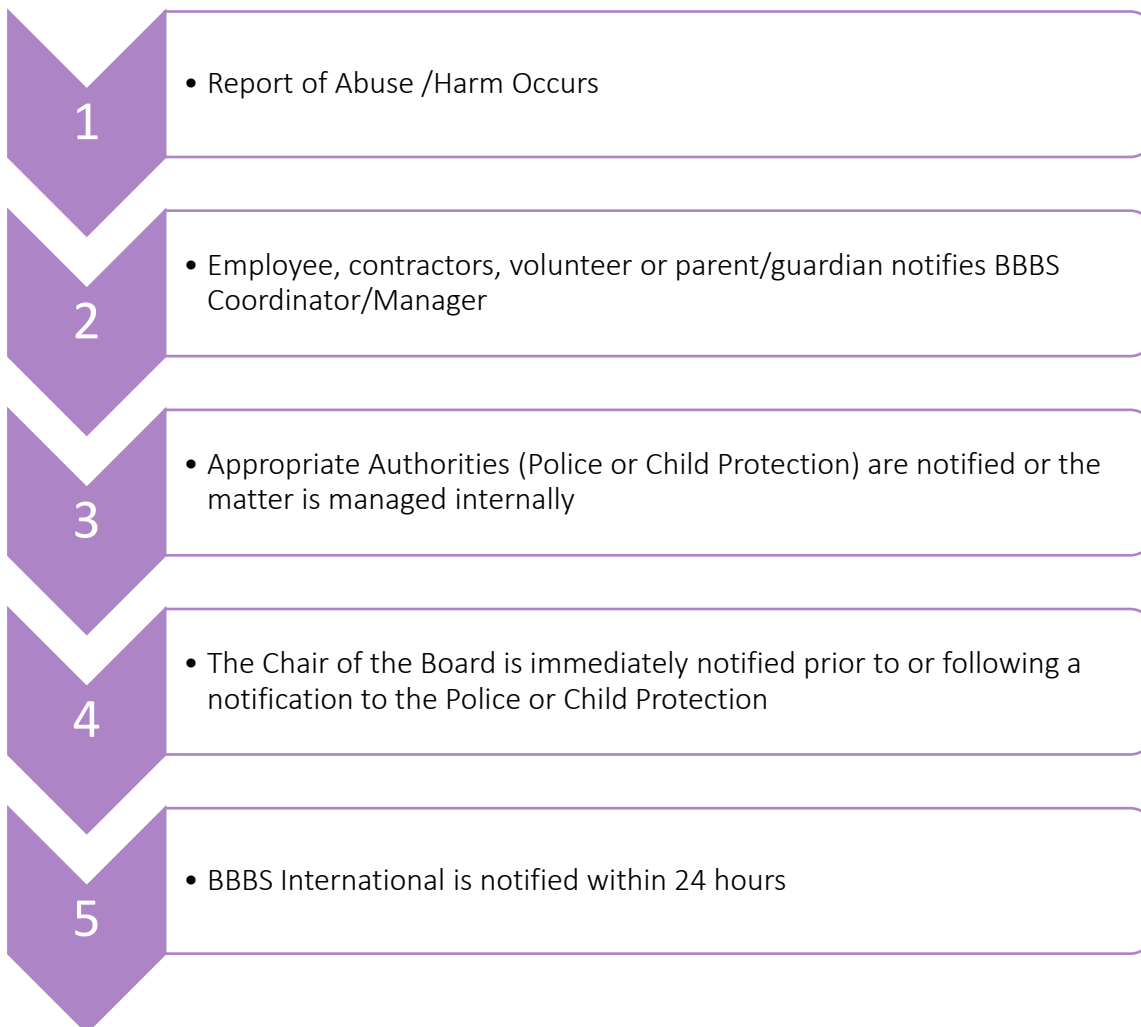 1
• Report of Abuse /Harm Occurs
2
• Employee, contractors, volunteer or parent/guardian notifies BBBS
Coordinator/Manager
3
• Appropriate Authorities (Police or Child Protection) are notified or the
matter is managed internally
4
• The Chair of the Board is immediately notified prior to or following a
notification to the Police or Child Protection
5
• BBBS International is notified within 24 hours